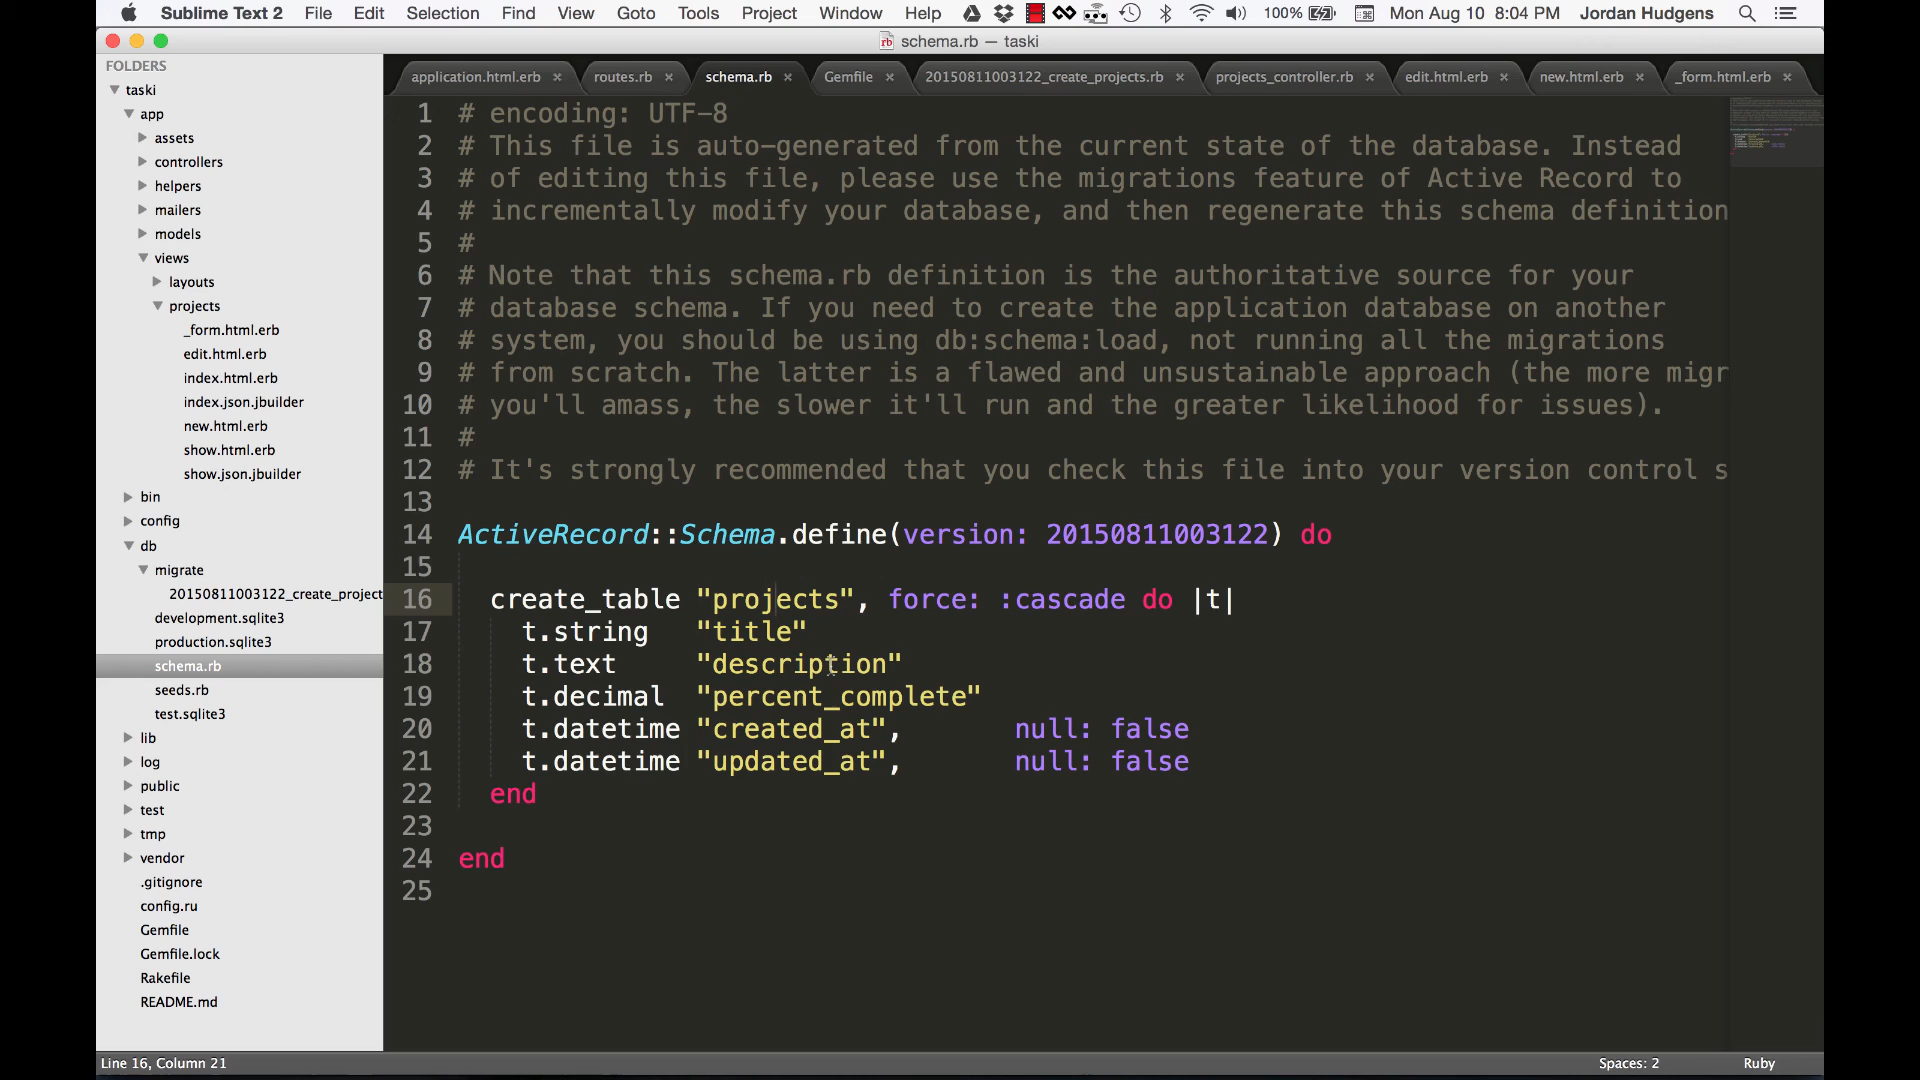 Sublime Text 2 File Edit Selection Find View Goto Tools Project Window Help 100% Mon Aug 10 8:04 PM Jordan Hudgens
schema.rb — taski
FOLDERS
taski
app
assets
controllers
helpers
mailers
models
views
layouts
projects
_form.html.erb
edit.html.erb
index.html.erb
index.json.jbuilder
new.html.erb
show.html.erb
show.json.jbuilder
bin
config
db
migrate
20150811003122_create_project
development.sqlite3
production.sqlite3
schema.rb
seeds.rb
test.sqlite3
lib
log
public
test
tmp
vendor
.gitignore
config.ru
Gemfile
Gemfile.lock
Rakefile
README.md
application.html.erb × routes.rb × schema.rb × Gemfile × 20150811003122_create_projects.rb × projects_controller.rb × edit.html.erb × new.html.erb × _form.html.erb ×
1 # encoding: UTF-8
2 # This file is auto-generated from the current state of the database. Instead
3 # of editing this file, please use the migrations feature of Active Record to
4 # incrementally modify your database, and then regenerate this schema definition
5 #
6 # Note that this schema.rb definition is the authoritative source for your
7 # database schema. If you need to create the application database on another
8 # system, you should be using db:schema:load, not running all the migrations
9 # from scratch. The latter is a flawed and unsustainable approach (the more migr
10 # you'll amass, the slower it'll run and the greater likelihood for issues).
11 #
12 # It's strongly recommended that you check this file into your version control s
13
14 ActiveRecord::Schema.define(version: 20150811003122) do
15
16 create_table "projects", force: :cascade do |t|
17 t.string "title"
18 t.text "description"
19 t.decimal "percent_complete"
20 t.datetime "created_at", null: false
21 t.datetime "updated_at", null: false
22 end
23
24 end
25
Line 16, Column 21 Spaces: 2 Ruby